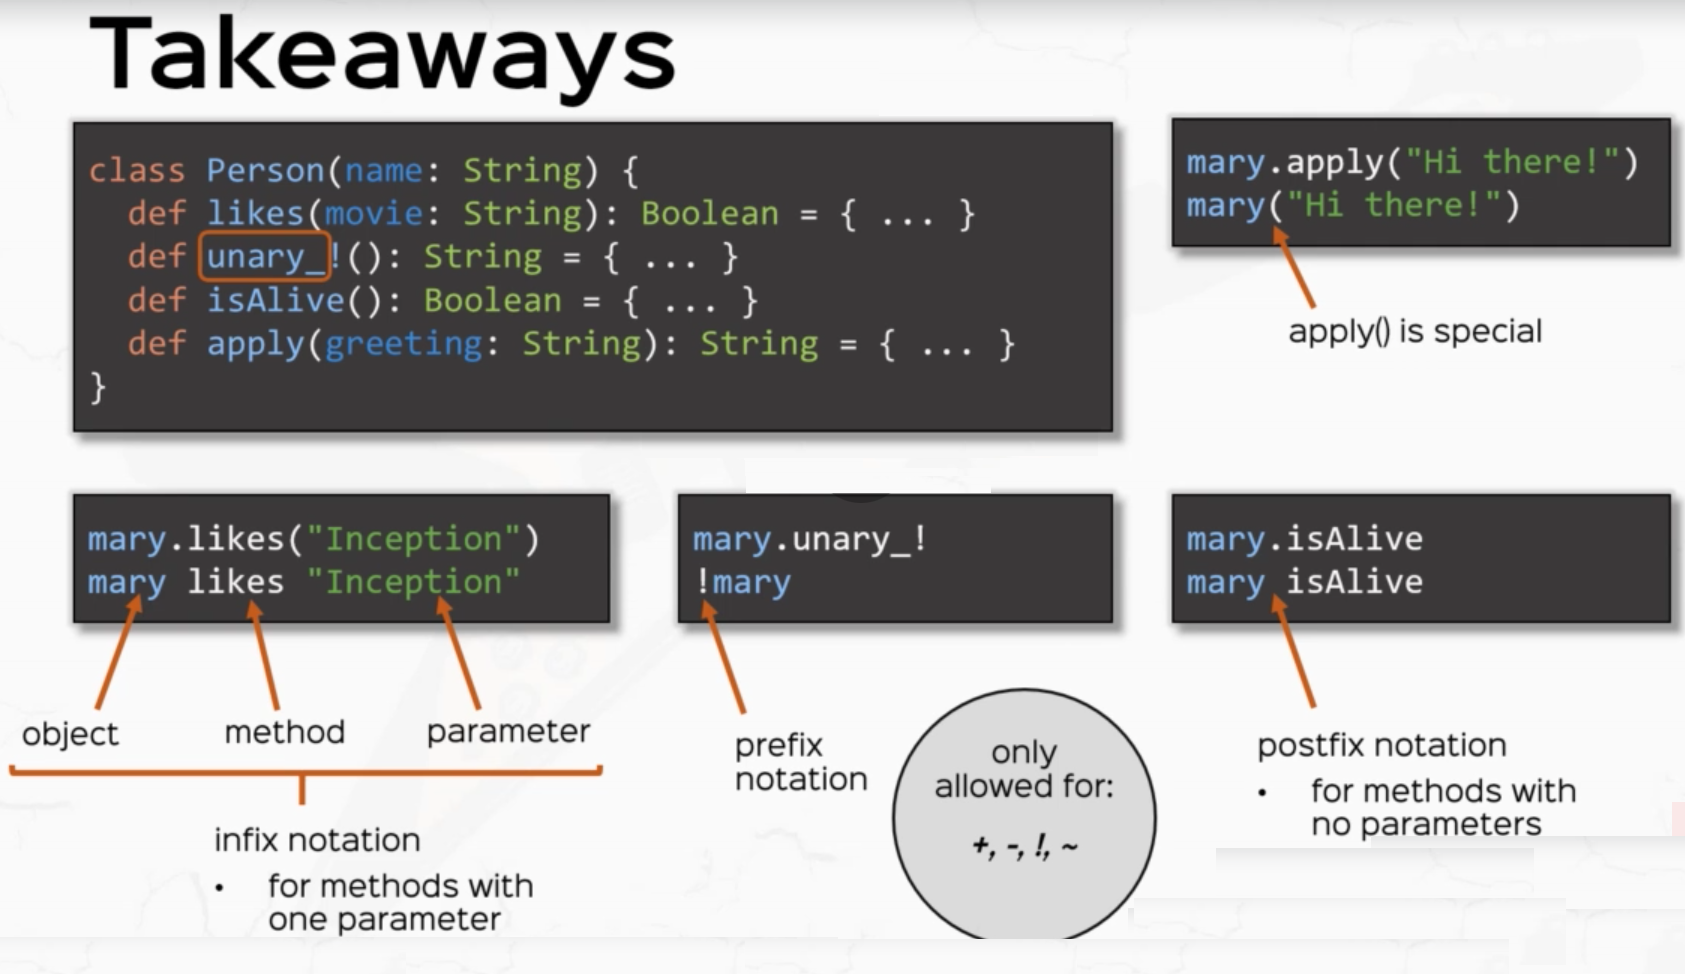 Takeaways
class Person(name: String) {
  def likes(movie: String): Boolean = { ... }
  def unary_!(): String = { ... }
  def isAlive(): Boolean = { ... }
  def apply(greeting: String): String = { ... }
}
mary.apply("Hi there!")
mary("Hi there!")
apply() is special
mary.likes("Inception")
mary likes "Inception"
object method parameter
infix notation
• for methods with
one parameter
mary.unary_!
!mary
prefix
notation
only
allowed for:
+, -, !, ~
mary.isAlive
mary isAlive
postfix notation
• for methods with
no parameters